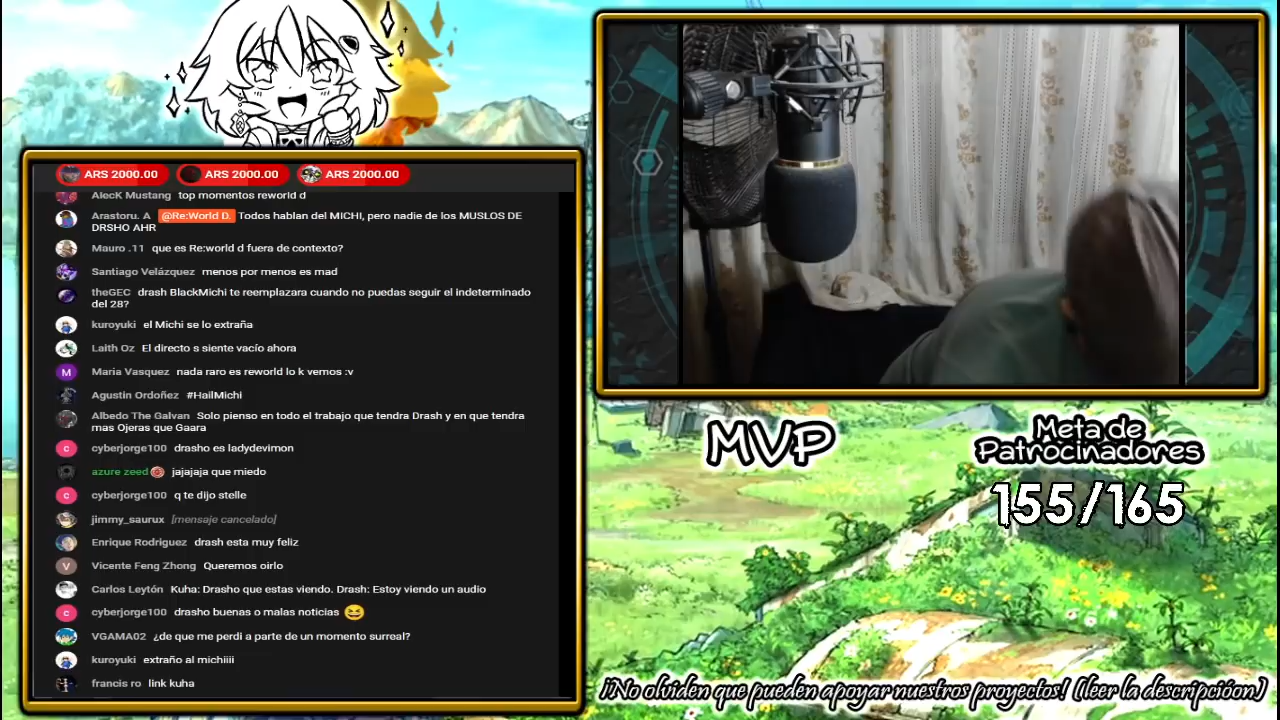 ARS 2000.00 ARS 2000.00 ARS 2000.00
AlecK Mustang top momentos reworld d
Arastoru. A @Re:World D. Todos hablan del MICHI, pero nadie de los MUSLOS DE
DRSHO AHR
Mauro .11 que es Re:world d fuera de contexto?
Santiago Velázquez menos por menos es mad
theGEC drash BlackMichi te reemplazara cuando no puedas seguir el indeterminado
del 28?
kuroyuki el Michi se lo extraña
Laith Oz El directo s siente vacío ahora
M Maria Vasquez nada raro es reworld lo k vemos :v
Agustin Ordoñez #HailMichi
Albedo The Galvan Solo pienso en todo el trabajo que tendra Drash y en que tendra
mas Ojeras que Gaara
c cyberjorge100 drasho es ladydevimon
azure zeed jajajaja que miedo
c cyberjorge100 q te dijo stelle
jimmy_saurux [mensaje cancelado]
Enrique Rodriguez drash esta muy feliz
V Vicente Feng Zhong Queremos oirlo
Carlos Leytón Kuha: Drasho que estas viendo. Drash: Estoy viendo un audio
c cyberjorge100 drasho buenas o malas noticias 😆
VGAMA02 ¿de que me perdi a parte de un momento surreal?
kuroyuki extraño al michiiii
francis ro link kuha
MVP
Meta de
Patrocinadores
155/165
¡¡No olviden que pueden apoyar nuestros proyectos! (leer la descripcióon)